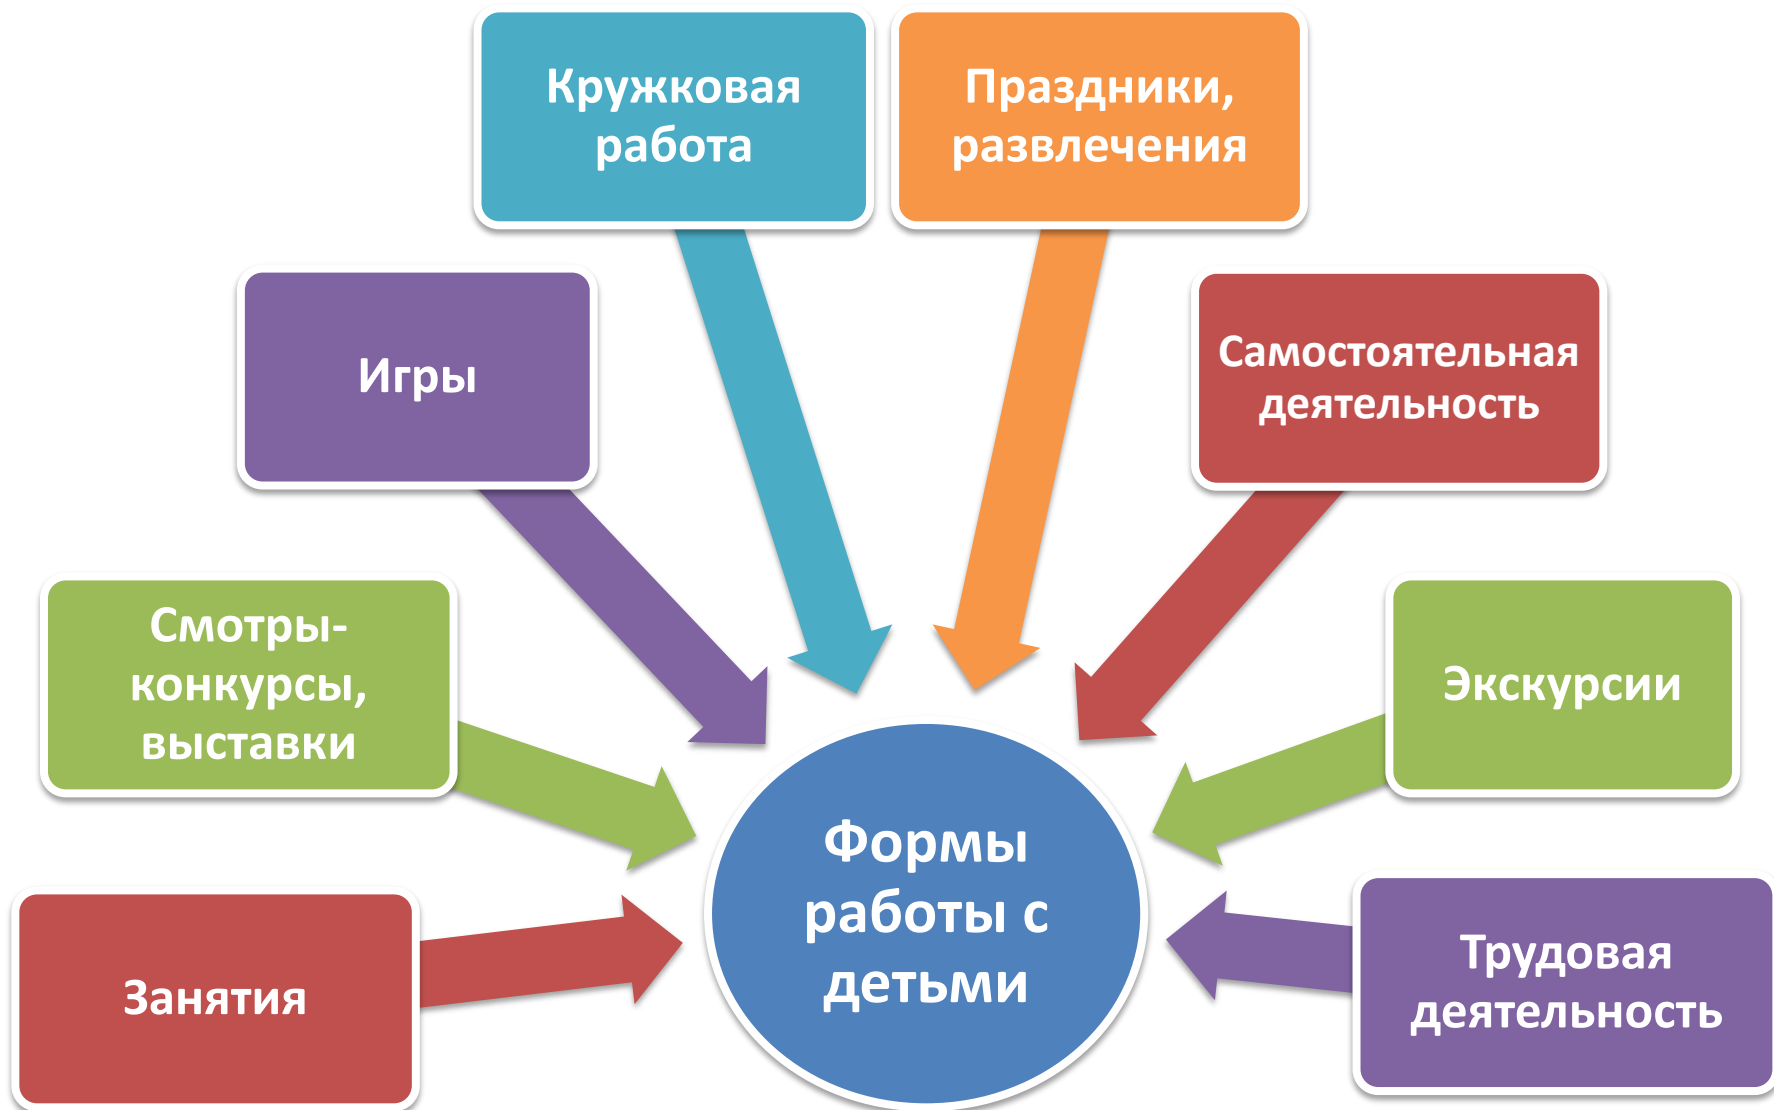 Кружковая
работа
Праздники,
развлечения
Игры
Самостоятельная
деятельность
Смотры-
конкурсы,
выставки
Экскурсии
Занятия
Формы
работы с
детьми
Трудовая
деятельность